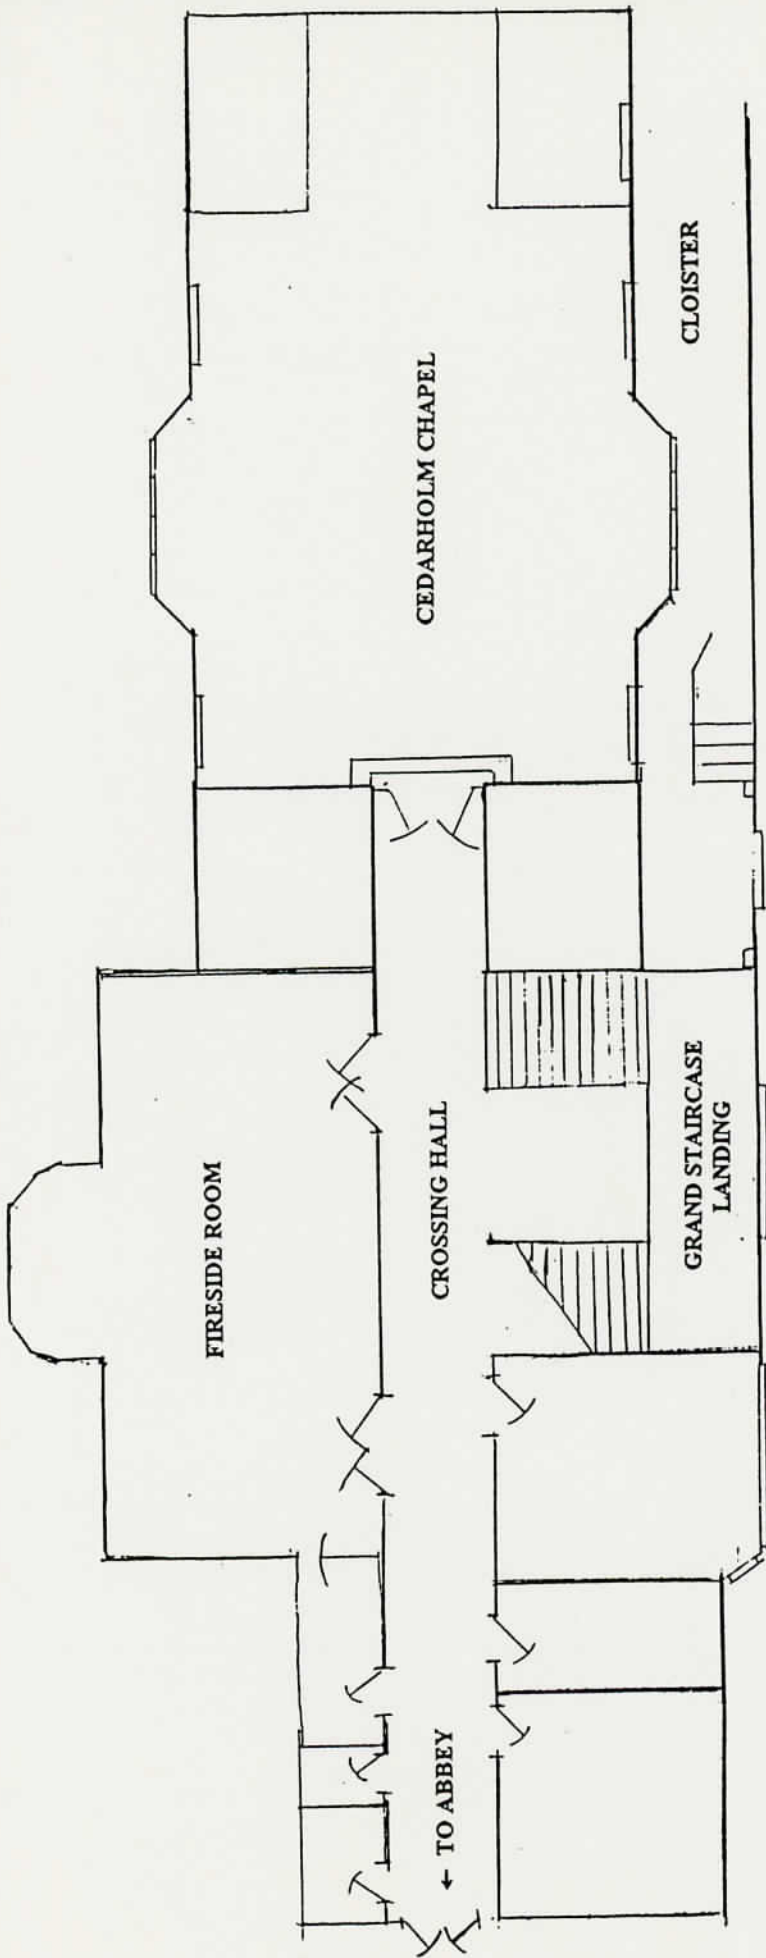 FIRESIDE ROOM
CEDARHOLM CHAPEL
← TO ABBEY
CROSSING HALL
GRAND STAIRCASE
LANDING
CLOISTER